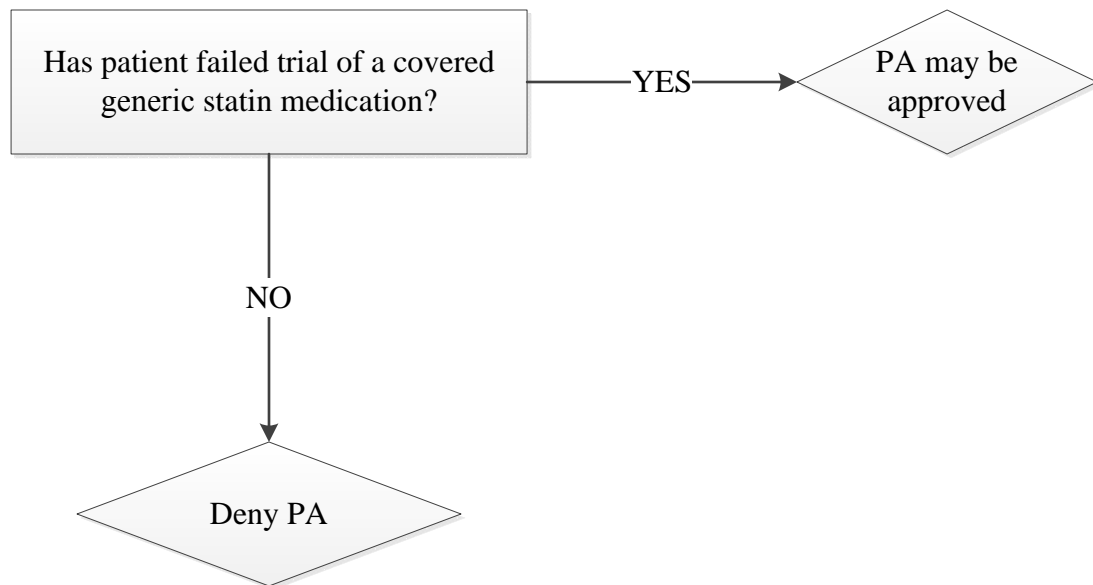 Has patient failed trial of a covered
generic statin medication?
YES
PA may be
approved
NO
Deny PA